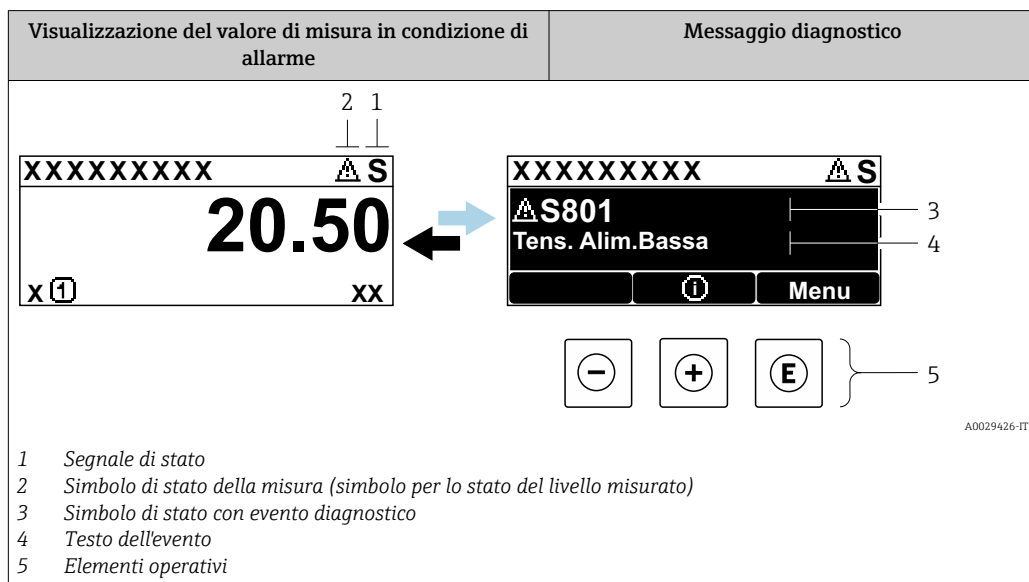 Visualizzazione del valore di misura in condizione di
allarme
Messaggio diagnostico
2 1
XXXXXXXXX ⚠ S
20.50
X 1 XX
XXXXXXXXX ⚠ S
⚠S801
3
Tens. Alim.Bassa
4
i Menu
− + E
5
A0029426-IT
1 Segnale di stato
2 Simbolo di stato della misura (simbolo per lo stato del livello misurato)
3 Simbolo di stato con evento diagnostico
4 Testo dell'evento
5 Elementi operativi